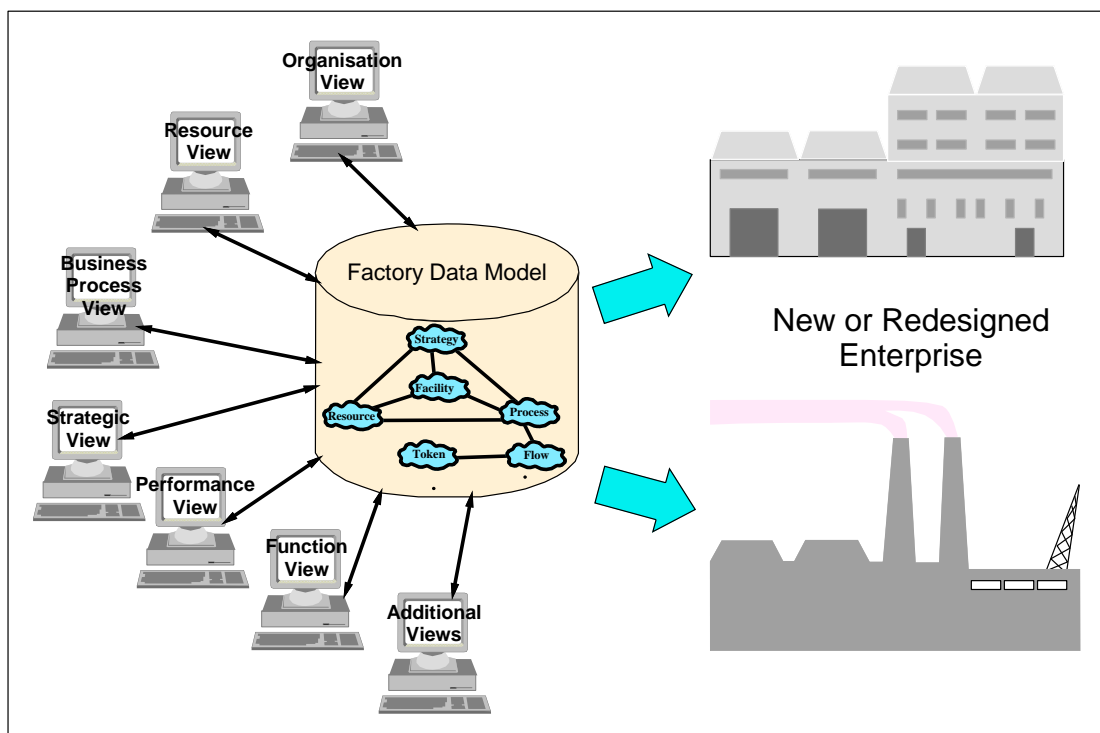 Organisation
View
Resource
View
Business
Process
View
Strategic
View
Performance
View
Function
View
Additional
Views
Factory Data Model
Strategy
Facility
Resource
Process
Token
Flow
New or Redesigned
Enterprise